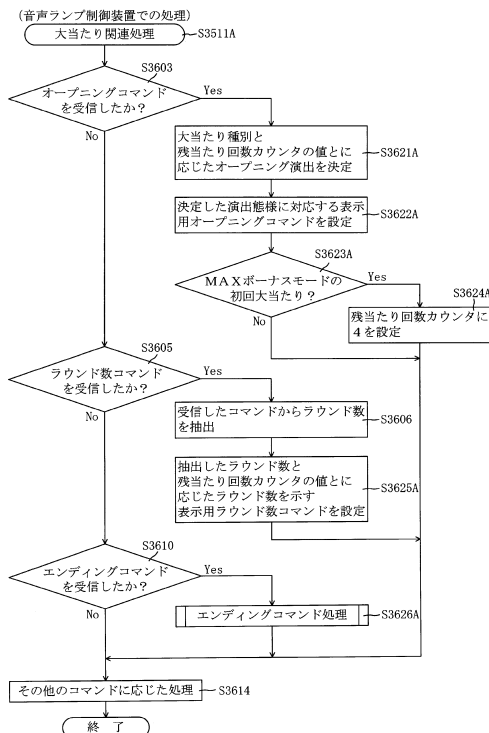 (音声ランプ制御装置での処理)
大当たり関連処理
S3511A
S3603
オープニングコマンド
を受信したか?
Yes
No
大当たり種別と
残当たり回数カウンタの値とに
応じたオープニング演出を決定
S3621A
決定した演出態様に対応する表示
用オープニングコマンドを設定
S3622A
S3623A
MAXボーナスモードの
初回大当たり?
Yes
No
S3624A
残当たり回数カウンタに
4を設定
S3605
ラウンド数コマンド
を受信したか?
Yes
No
受信したコマンドからラウンド数
を抽出
S3606
抽出したラウンド数と
残当たり回数カウンタの値とに
応じたラウンド数を示す
表示用ラウンド数コマンドを設定
S3625A
S3610
エンディングコマンド
を受信したか?
Yes
No
エンディングコマンド処理
S3626A
その他のコマンドに応じた処理
S3614
終了